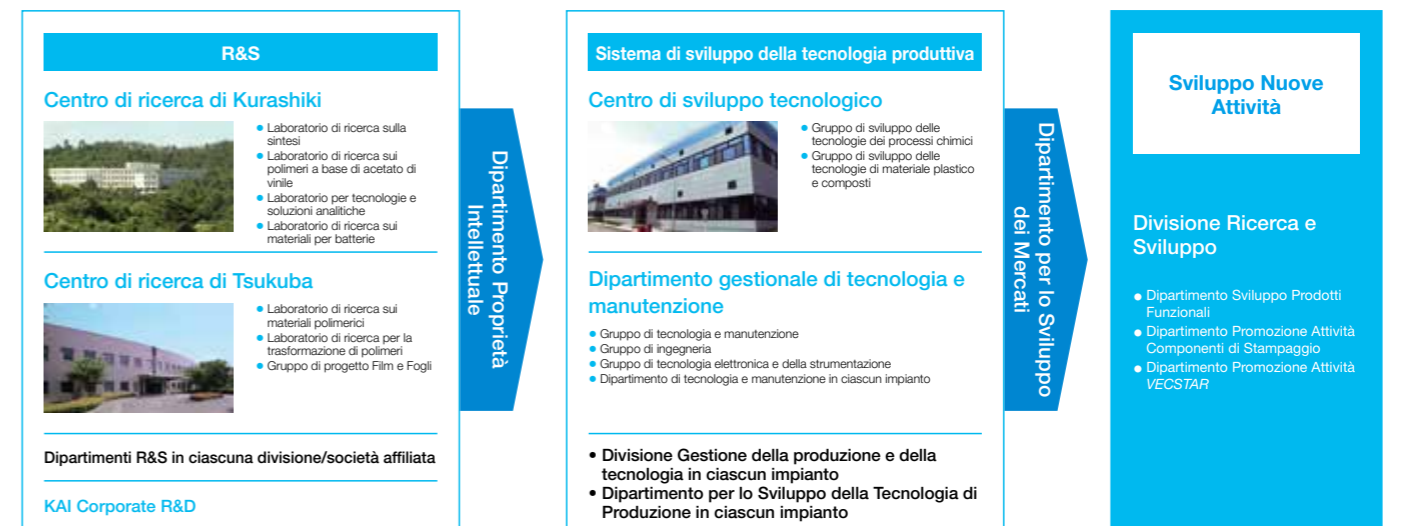 R&S
Centro di ricerca di Kurashiki
Laboratorio di ricerca sulla
sintesi
Laboratorio di ricerca sui
polimeri a base di acetato di
vinile
Laboratorio per tecnologie e
soluzioni analitiche
Laboratorio di ricerca sui
materiali per batterie
Centro di ricerca di Tsukuba
Laboratorio di ricerca sui
materiali polimerici
Laboratorio di ricerca per la
trasformazione di polimeri
Gruppo di progetto Film e Fogli
Dipartimenti R&S in ciascuna divisione/società affiliata
KAI Corporate R&D
Dipartimento Proprietà
Intellettuale
Sistema di sviluppo della tecnologia produttiva
Centro di sviluppo tecnologico
Gruppo di sviluppo delle
tecnologie dei processi chimici
Gruppo di sviluppo delle
tecnologie di materiale plastico
e composti
Dipartimento gestionale di tecnologia e
manutenzione
Gruppo di tecnologia e manutenzione
Gruppo di ingegneria
Gruppo di tecnologia elettronica e della strumentazione
Dipartimento di tecnologia e manutenzione in ciascun impianto
• Divisione Gestione della produzione e della
tecnologia in ciascun impianto
• Dipartimento per lo Sviluppo della Tecnologia di
Produzione in ciascun impianto
Dipartimento per lo Sviluppo
dei Mercati
Sviluppo Nuove
Attività
Divisione Ricerca e
Sviluppo
Dipartimento Sviluppo Prodotti
Funzionali
Dipartimento Promozione Attività
Componenti di Stampaggio
Dipartimento Promozione Attività
VECSTAR